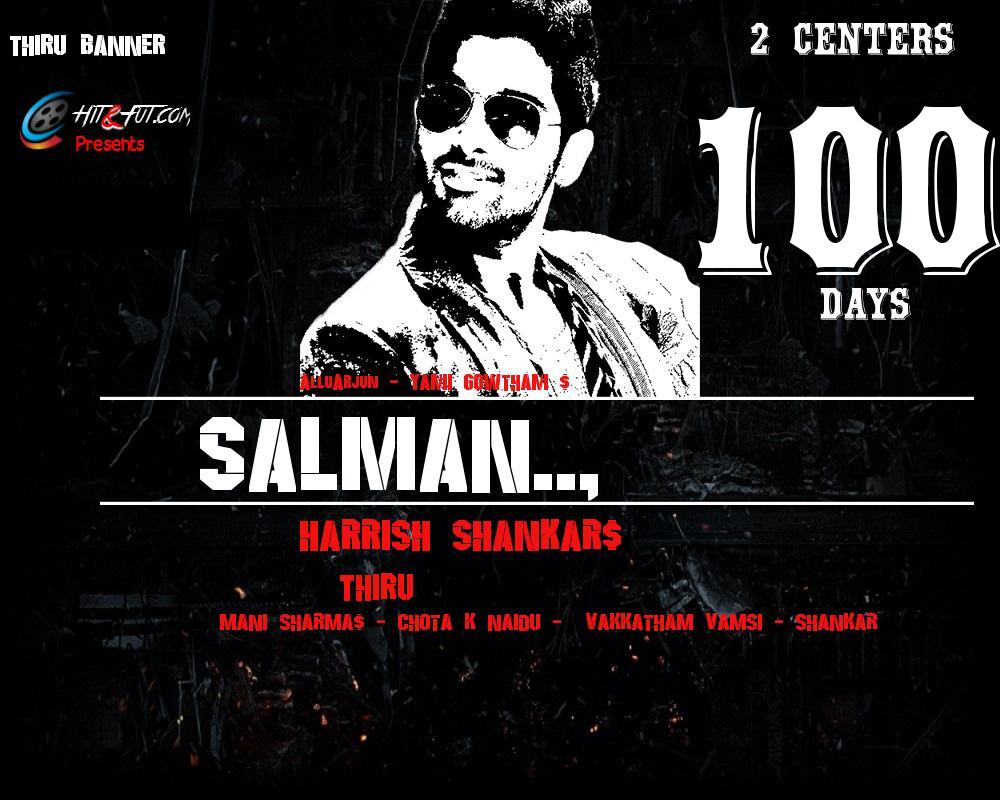 THIRU BANNER
HIT&FUT.COM
Presents
2 CENTERS
100
DAYS
ALLUARJUN - YAMI GOWTHAM $
SALMAN..,
HARRISH SHANKAR$
THIRU
MANI SHARMA$ - CHOTA K NAIDU - VAKKATHAM VAMSI - SHANKAR